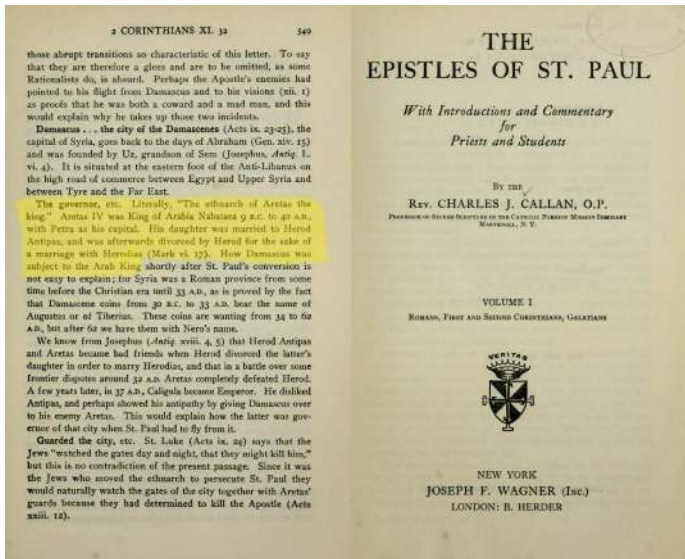 2 CORINTHIANS XI. 32 549
those abrupt transitions so characteristic of this letter. To say
that they are therefore a gloss and are to be omitted, as some
Rationalists do, is absurd. Perhaps the Apostle's enemies had
pointed to his flight from Damascus and to his visions (xii. 1)
as proofs that he was both a coward and a mad man, and this
would explain why he takes up those two incidents.
Damascus . . . the city of the Damascenes (Acts ix. 23-25), the
capital of Syria, goes back to the days of Abraham (Gen. xiv. 15)
and was founded by Uz, grandson of Sem (Josephus, Antiq. I.
vi. 4). It is situated at the eastern foot of the Anti-Libanus on
the high road of commerce between Egypt and Upper Syria and
between Tyre and the Far East.
The governor, etc. Literally, "The ethnarch of Aretas the
king." Aretas IV was King of Arabia Nabatæa 9 B.C. to 40 A.D.,
with Petra as his capital. His daughter was married to Herod
Antipas, and was afterwards divorced by Herod for the sake of
a marriage with Herodias (Mark vi. 17). How Damascus was
subject to the Arab King shortly after St. Paul's conversion is
not easy to explain; for Syria was a Roman province from some
time before the Christian era until 33 A.D., as is proved by the fact
that Damascene coins from 30 B.C. to 33 A.D. bear the name of
Augustus or of Tiberius. These coins are wanting from 34 to 62
A.D., but after 62 we have them with Nero's name.
We know from Josephus (Antiq. xviii. 4, 5) that Herod Antipas
and Aretas became bad friends when Herod divorced the latter's
daughter in order to marry Herodias, and that in a battle over some
frontier disputes around 32 A.D. Aretas completely defeated Herod.
A few years later, in 37 A.D., Caligula became Emperor. He disliked
Antipas, and perhaps showed his antipathy by giving Damascus over
to his enemy Aretas. This would explain how the latter was gov-
ernor of that city when St. Paul had to fly from it.
Guarded the city, etc. St. Luke (Acts ix. 24) says that the
Jews "watched the gates day and night, that they might kill him,"
but this is no contradiction of the present passage. Since it was
the Jews who moved the ethnarch to persecute St. Paul they
would naturally watch the gates of the city together with Aretas'
guards because they had determined to kill the Apostle (Acts
xxiii. 12).
THE
EPISTLES OF ST. PAUL
With Introductions and Commentary
for
Priests and Students
BY THE
REV. CHARLES J. CALLAN, O.P.
PROFESSOR OF SACRED SCRIPTURE IN THE CATHOLIC FOREIGN MISSION SEMINARY
MARYKNOLL, N. Y.
VOLUME I
ROMANS, FIRST AND SECOND CORINTHIANS, GALATIANS
VERITAS
NEW YORK
JOSEPH F. WAGNER (INC.)
LONDON: B. HERDER